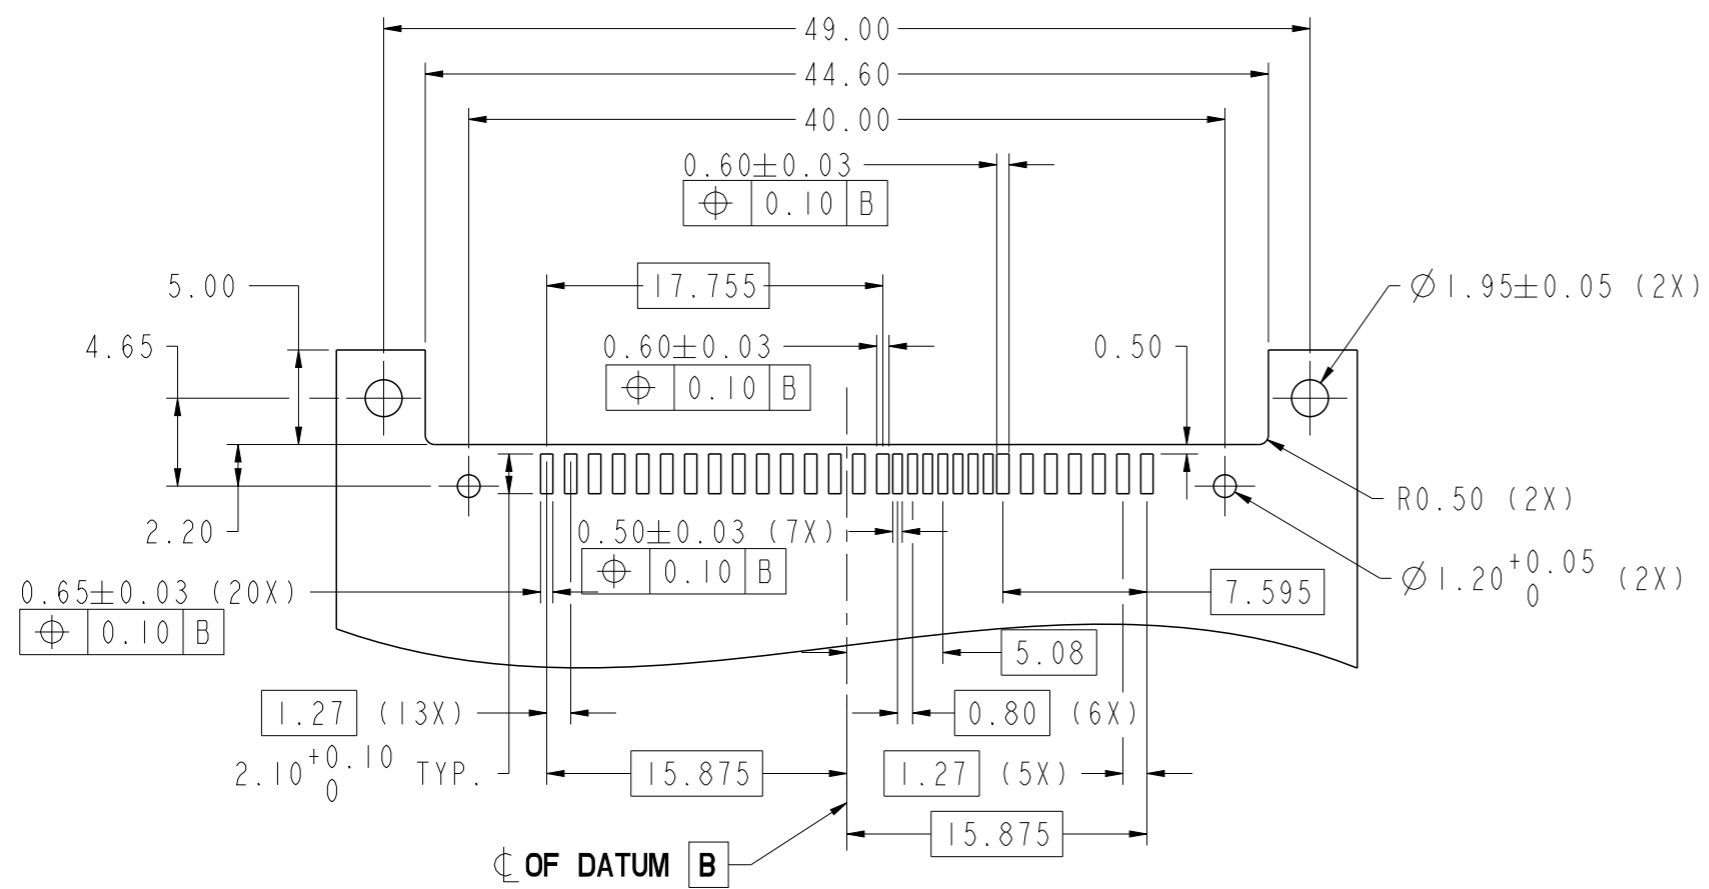 49.00
44.60
40.00
0.60±0.03
⌖ 0.10 B
17.755
5.00
Ø1.95±0.05 (2X)
4.65
0.60±0.03
0.50
⌖ 0.10 B
R0.50 (2X)
2.20
0.50±0.03 (7X)
⌖ 0.10 B
Ø1.20 +0.05 0 (2X)
0.65±0.03 (20X)
7.595
⌖ 0.10 B
5.08
1.27 (13X)
0.80 (6X)
2.10 +0.10 0 TYP.
15.875
1.27 (5X)
15.875
℄ OF DATUM B